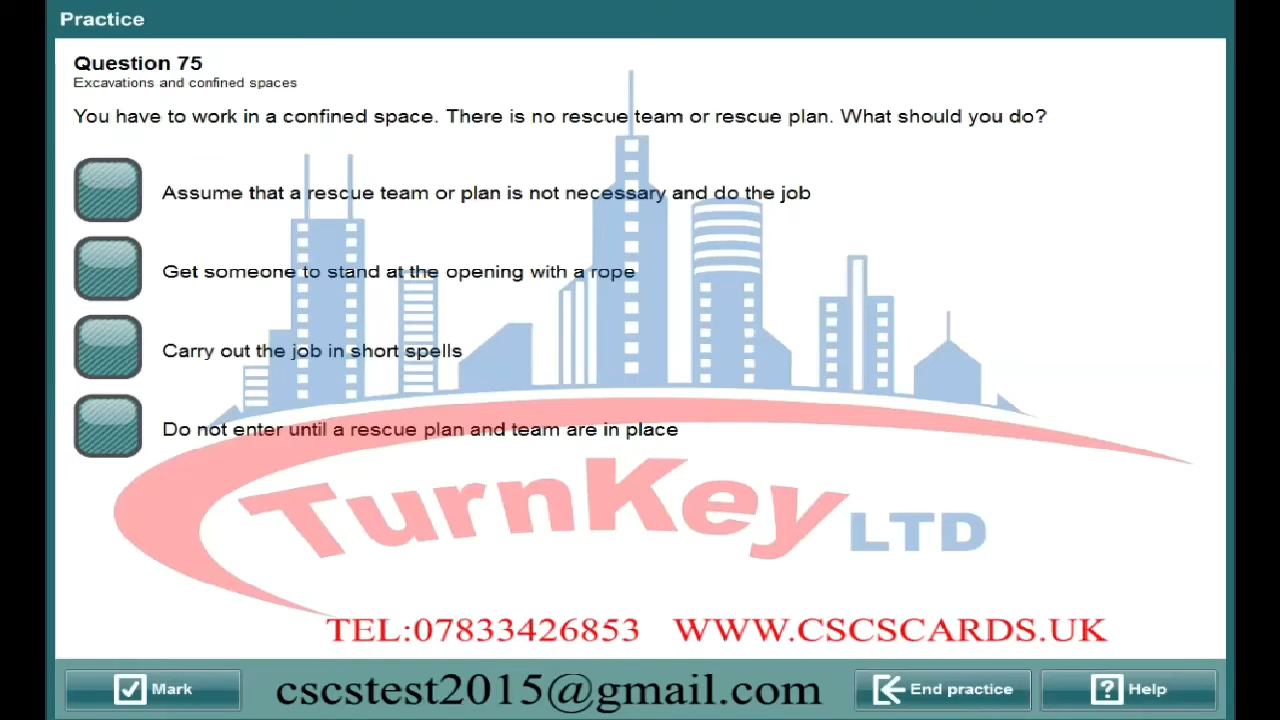 Practice
Question 75
Excavations and confined spaces
You have to work in a confined space. There is no rescue team or rescue plan. What should you do?
Assume that a rescue team or plan is not necessary and do the job
Get someone to stand at the opening with a rope
Carry out the job in short spells
Do not enter until a rescue plan and team are in place
TurnKey LTD
TEL:07833426853 WWW.CSCSCARDS.UK
Mark cscstest2015@gmail.com End practice Help